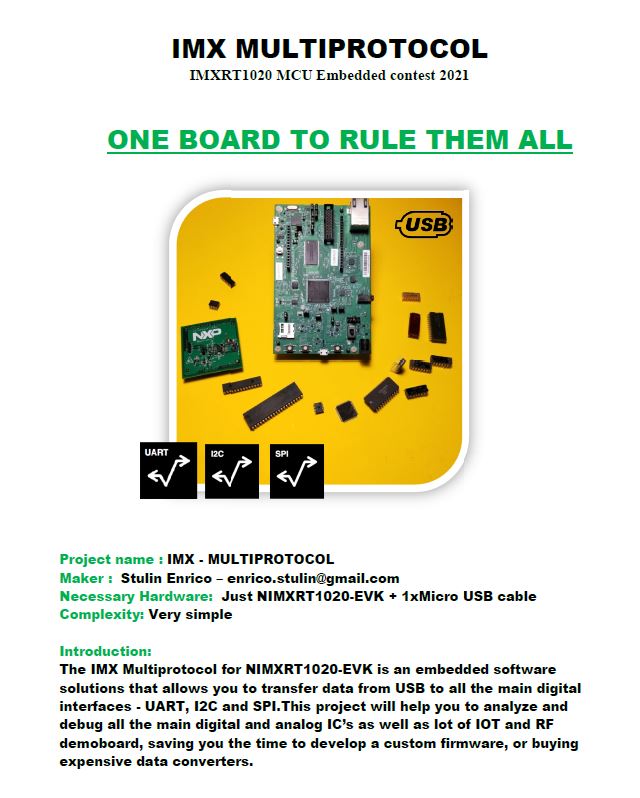 IMX MULTIPROTOCOL
IMXRT1020 MCU Embedded contest 2021
ONE BOARD TO RULE THEM ALL
USB
NXP
UART
I2C
SPI
Project name : IMX - MULTIPROTOCOL
Maker :  Stulin Enrico – enrico.stulin@gmail.com
Necessary Hardware:  Just NIMXRT1020-EVK + 1xMicro USB cable
Complexity: Very simple
Introduction:
The IMX Multiprotocol for NIMXRT1020-EVK is an embedded software
solutions that allows you to transfer data from USB to all the main digital
interfaces - UART, I2C and SPI.This project will help you to analyze and
debug all the main digital and analog IC’s as well as lot of IOT and RF
demoboard, saving you the time to develop a custom firmware, or buying
expensive data converters.